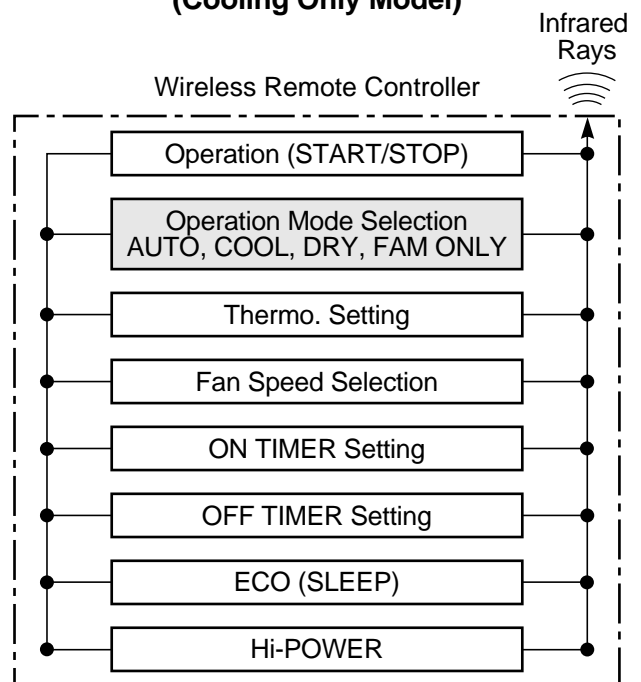 (Cooling Only Model)
Infrared
Rays
Wireless Remote Controller
Operation (START/STOP)
Operation Mode Selection
AUTO, COOL, DRY, FAM ONLY
Thermo. Setting
Fan Speed Selection
ON TIMER Setting
OFF TIMER Setting
ECO (SLEEP)
Hi-POWER